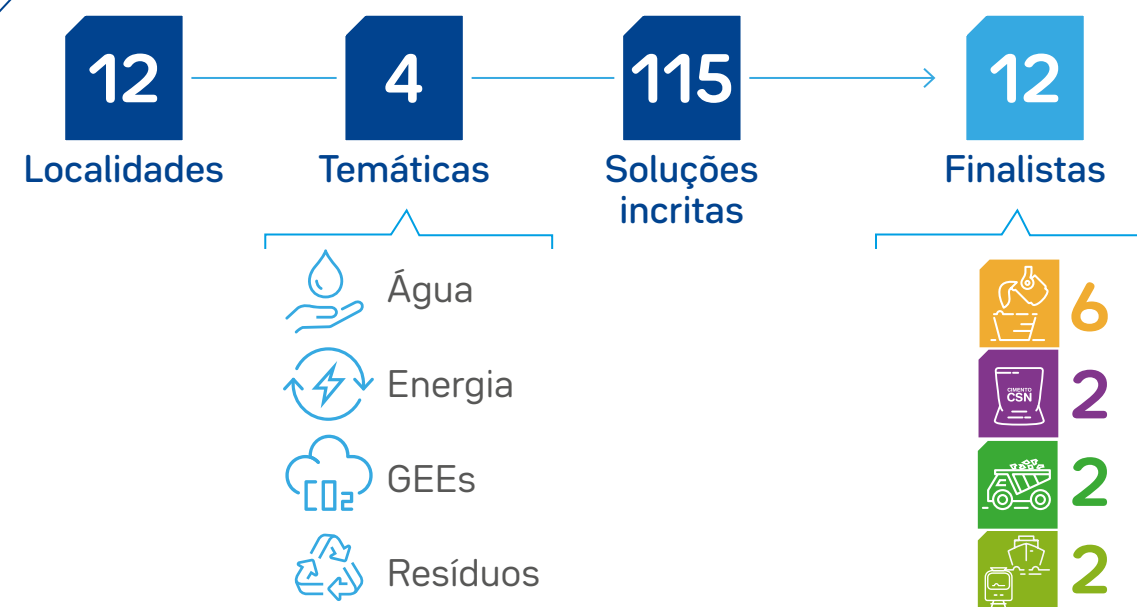 12
4
115
12
Localidades
Temáticas
Soluções
incritas
Finalistas
Água
Energia
GEEs
CO2
Resíduos
6
CIMENTO
CSN
2
2
2